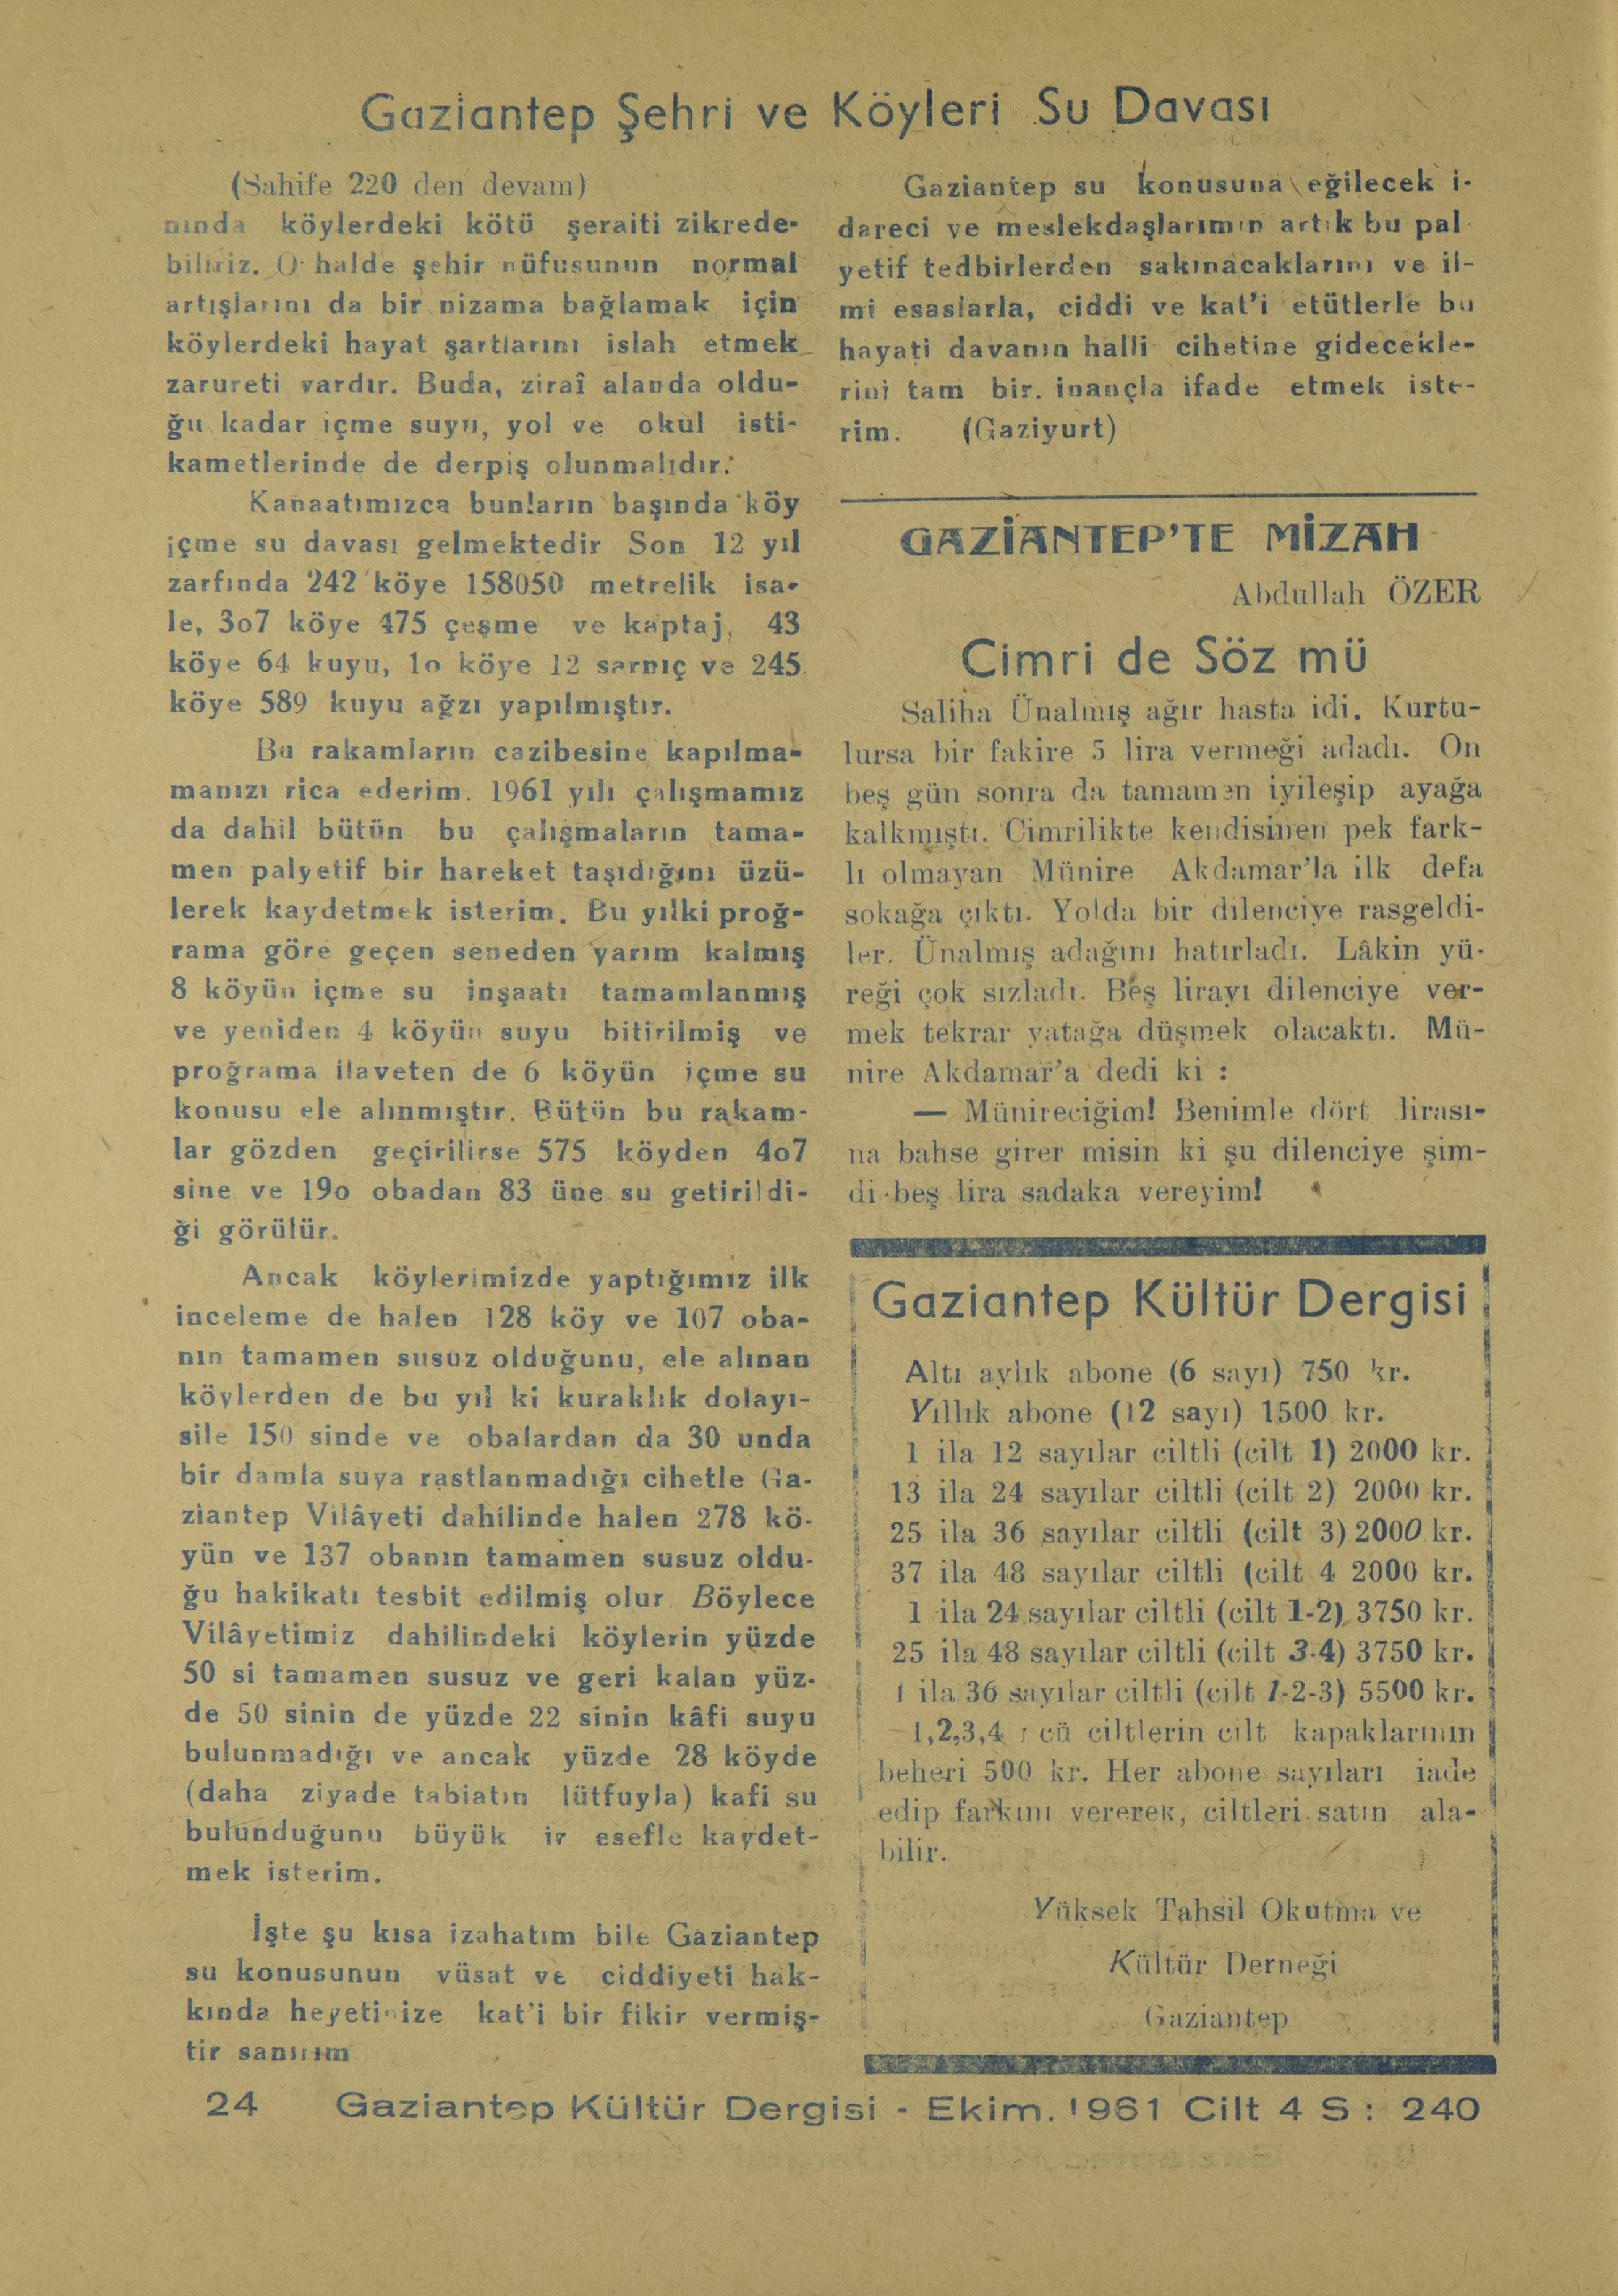 Gaziantep Şehri ve Köyleri Su Davası
(Sahife 220 den devam)
nında köylerdeki kötü şeraiti zikrede-
biliriz. O halde şehir nüfusunun normal
artışlarını da bir nizama bağlamak için
köylerdeki hayat şartlarını islah etmek
zarureti vardır. Buda, ziraî alanda oldu-
ğu kadar içme suyu, yol ve okul isti-
kametlerinde de derpiş olunmalıdır.
Kanaatımızca bunların başında köy
içme su davası gelmektedir Son 12 yıl
zarfında 242 köye 158050 metrelik isa-
le, 3o7 köye 475 çeşme ve kaptaj, 43
köye 64 kuyu, 1o köye 12 sarnıç ve 245
köye 589 kuyu ağzı yapılmıştır.
Bu rakamların cazibesine kapılma-
manızı rica ederim. 1961 yılı çalışmamız
da dahil bütün bu çalışmaların tama-
men palyetif bir hareket taşıdığını üzü-
lerek kaydetmek isterim. Bu yılki proğ-
rama göre geçen seneden yarım kalmış
8 köyün içme su inşaatı tamamlanmış
ve yeniden 4 köyün suyu bitirilmiş ve
proğrama ilaveten de 6 köyün içme su
konusu ele alınmıştır. Bütün bu rakam-
lar gözden geçirilirse 575 köyden 4o7
sine ve 19o obadan 83 üne su getirildi-
ği görülür.
Ancak köylerimizde yaptığımız ilk
inceleme de halen 128 köy ve 107 oba-
nın tamamen susuz olduğunu, ele alınan
köylerden de bu yıl ki kuraklık dolayı-
sile 150 sinde ve obalardan da 30 unda
bir damla suya rastlanmadığı cihetle Ga-
ziantep Vilâyeti dahilinde halen 278 kö-
yün ve 137 obanın tamamen susuz oldu-
ğu hakikatı tesbit edilmiş olur. Böylece
Vilâyetimiz dahilindeki köylerin yüzde
50 si tamamen susuz ve geri kalan yüz-
de 50 sinin de yüzde 22 sinin kâfi suyu
bulunmadığı ve ancak yüzde 28 köyde
(daha ziyade tabiatın lütfuyla) kafi su
bulunduğunu büyük ir esefle kaydet-
mek isterim.
İşte şu kısa izahatım bile Gaziantep
su konusunun vüsat ve ciddiyeti hak-
kında heyetinize kat'i bir fikir vermiş-
tir sanırım
Gaziantep su konusuna eğilecek i-
dareci ve meslekdaşlarımın artık bu pal
yetif tedbirlerden sakınacaklarını ve il-
mi esaslarla, ciddi ve kat'i etütlerle bu
hayati davanın halli cihetine gidecekle-
rini tam bir. inançla ifade etmek iste-
rim. (Gaziyurt)
GAZİANTEP'TE MİZAH
Abdullah ÖZER
Cimri de Söz mü
Saliha Ünalmış ağır hasta idi. Kurtu-
lursa bir fakire 5 lira vermeği adadı. On
beş gün sonra da tamamen iyileşip ayağa
kalkmıştı. Cimrilikte kendisinen pek fark-
lı olmayan Münire Akdamar'la ilk defa
sokağa çıktı. Yolda bir dilenciye rasgeldi-
ler. Ünalmış adağını hatırladı. Lâkin yü-
reği çok sızladı. Beş lirayı dilenciye ver-
mek tekrar yatağa düşmek olacaktı. Mü-
nire Akdamar'a dedi ki :
— Münireciğim! Benimle dört lirası-
na bahse girer misin ki şu dilenciye şim-
di beş lira sadaka vereyim!
Gaziantep Kültür Dergisi
Altı aylık abone (6 sayı) 750 kr.
Yıllık abone (12 sayı) 1500 kr.
1 ila 12 sayılar ciltli (cilt 1) 2000 kr.
13 ila 24 sayılar ciltli (cilt 2) 2000 kr.
25 ila 36 sayılar ciltli (cilt 3) 2000 kr.
37 ila 48 sayılar ciltli (cilt 4 2000 kr.
1 ila 24 sayılar ciltli (cilt 1-2) 3750 kr.
25 ila 48 sayılar ciltli (cilt 3-4) 3750 kr.
1 ila 36 sayılar ciltli (cilt 1-2-3) 5500 kr.
1,2,3,4 cü ciltlerin cilt kapaklarının
beheri 500 kr. Her abone sayıları iade
edip farkını vererek, ciltleri satın ala-
bilir.
Yüksek Tahsil Okutma ve
Kültür Derneği
Gaziantep
24 Gaziantep Kültür Dergisi - Ekim. 1961 Cilt 4 S : 240